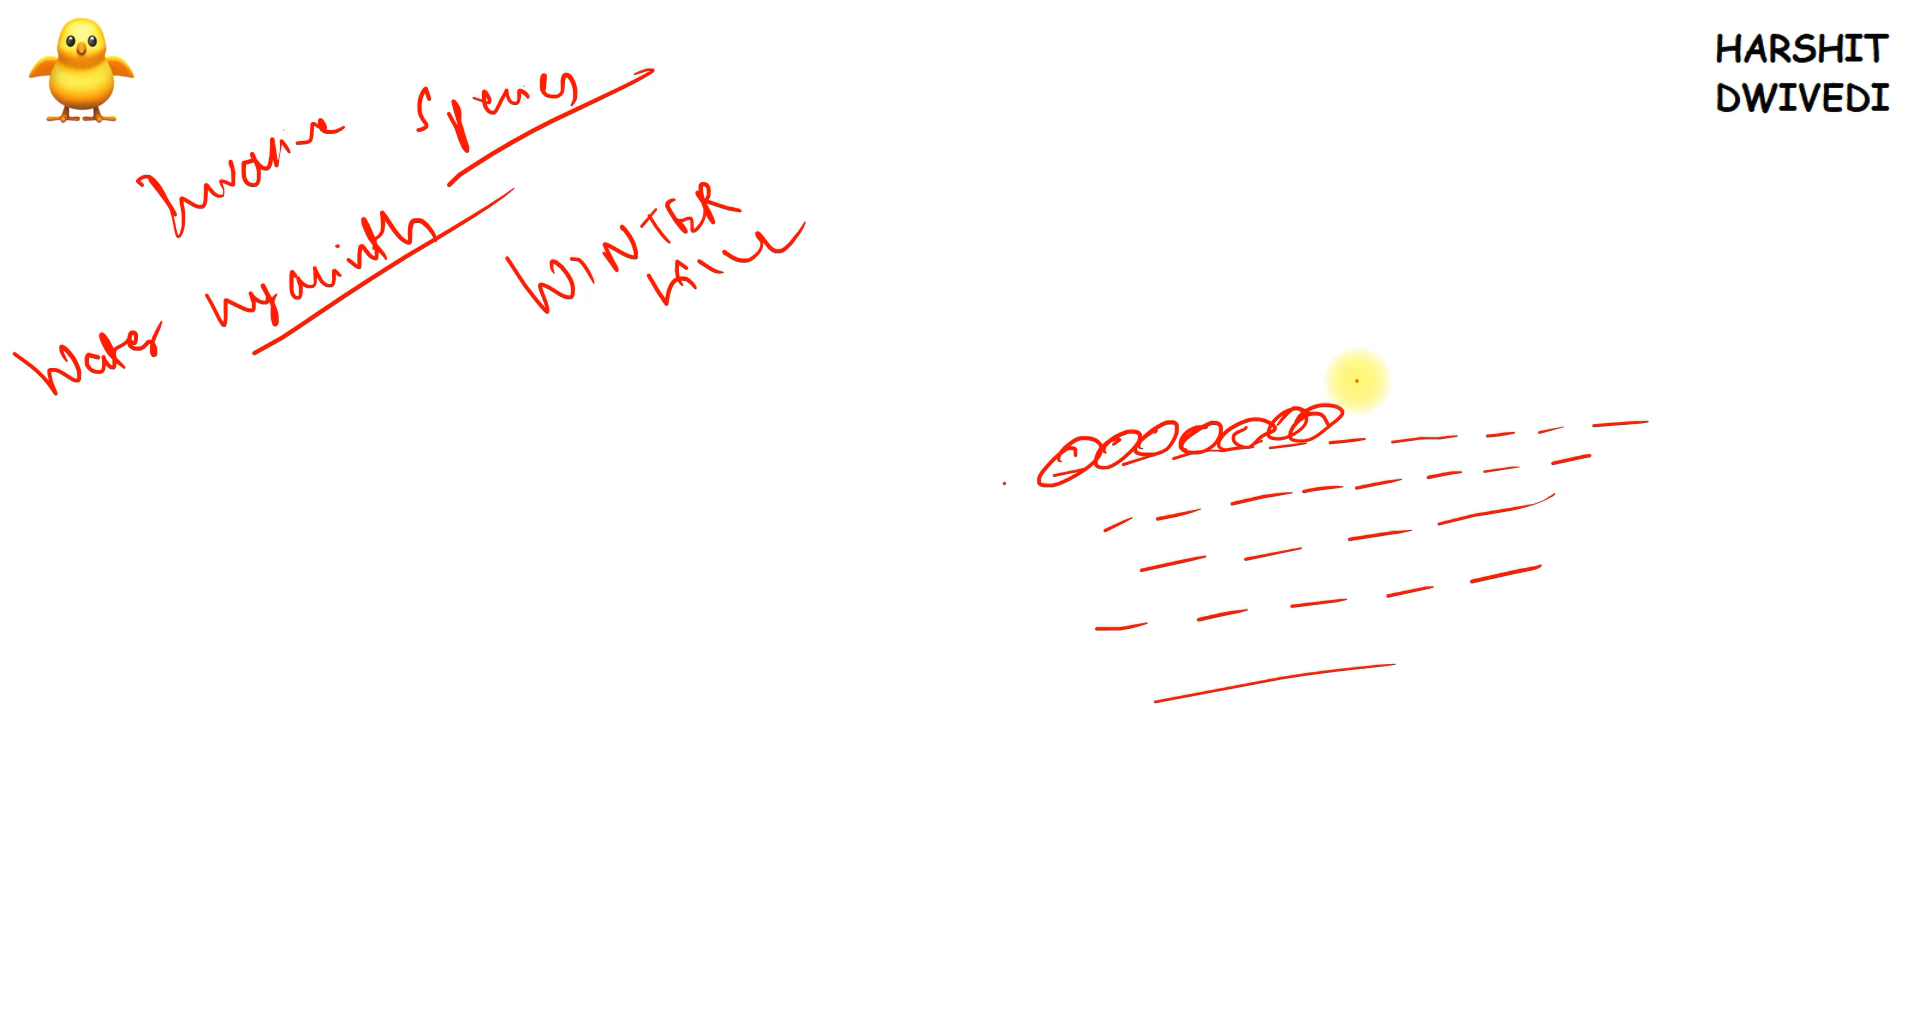 HARSHIT
DWIVEDI
Invasive Species
Water hyacinth
WINTER
kill